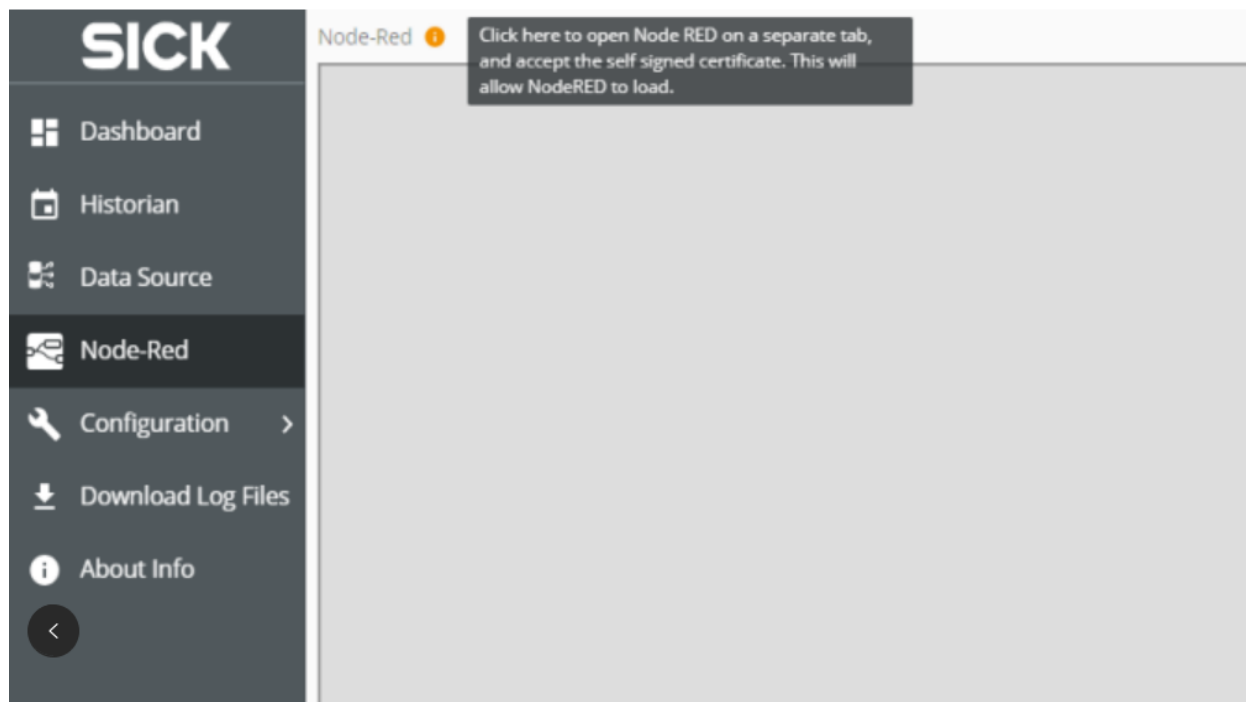 SICK
Node-Red
Click here to open Node RED on a separate tab,
and accept the self signed certificate. This will
allow NodeRED to load.
Dashboard
Historian
Data Source
Node-Red
Configuration
Download Log Files
About Info